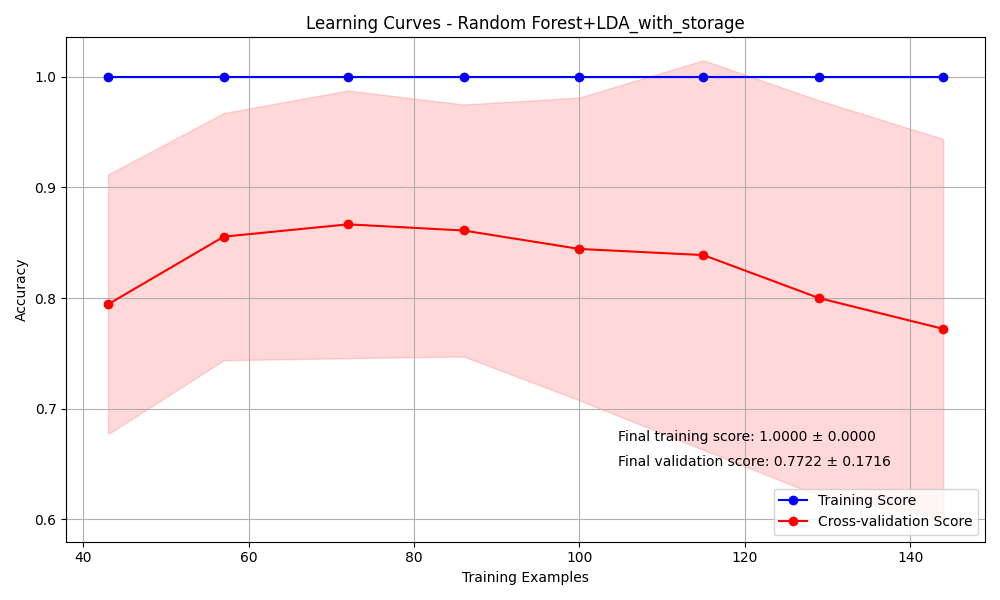 Learning Curves - Random Forest+LDA_with_storage
Accuracy
1.0
0.9
0.8
0.7
0.6
Final training score: 1.0000 ± 0.0000
Final validation score: 0.7722 ± 0.1716
Training Score
Cross-validation Score
40 60 80 100 120 140
Training Examples